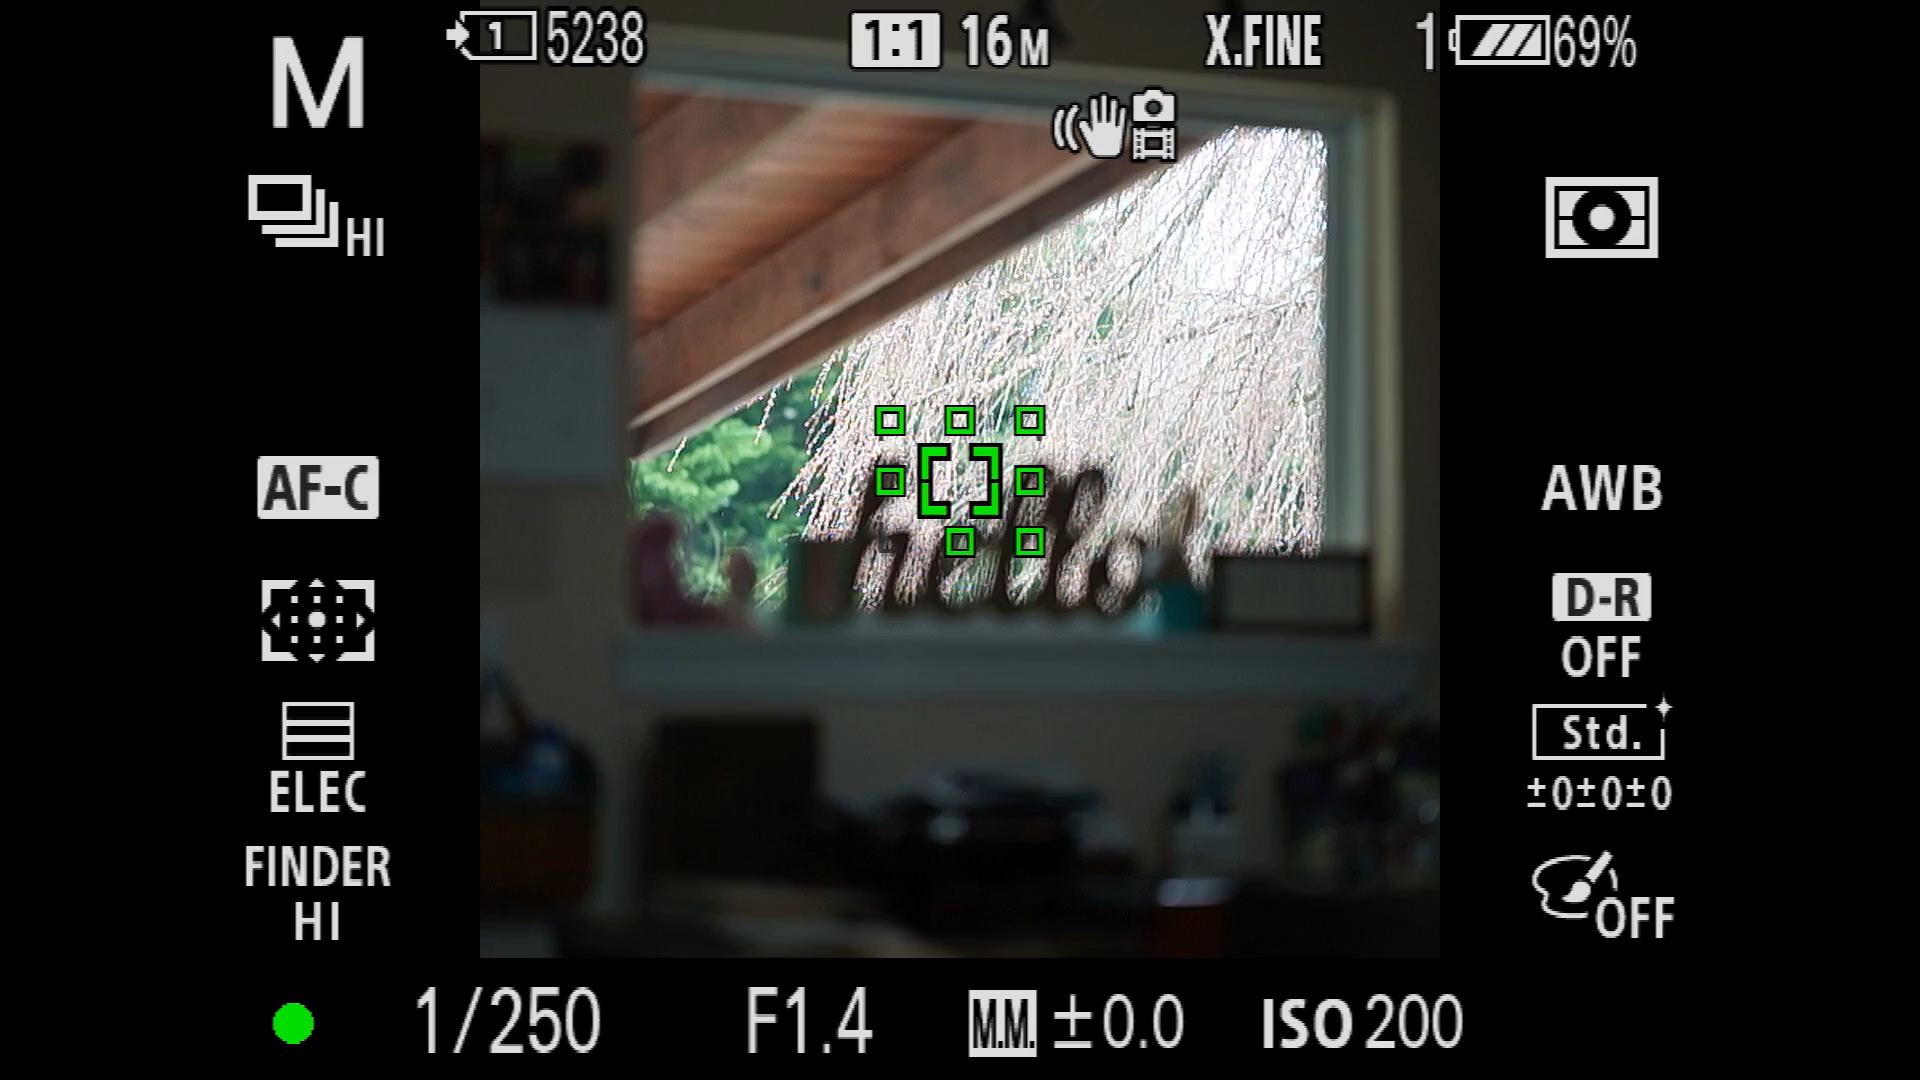 M
1 5238
1:1 16M
X.FINE
1 69%
HI
AF-C
AWB
hello
D-R
OFF
ELEC
Std.
±0±0±0
FINDER
HI
OFF
1/250 F1.4 M.M. ±0.0 ISO 200